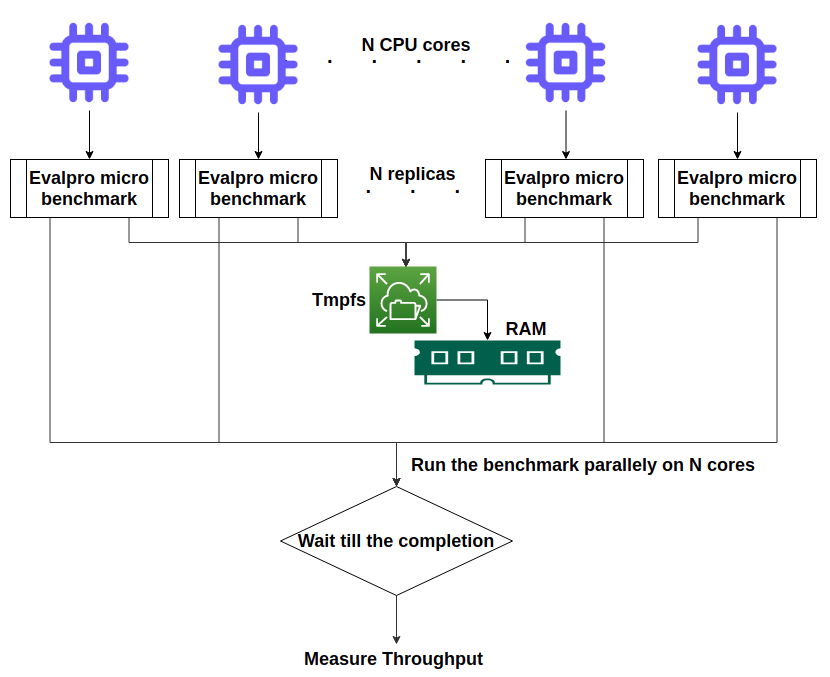 N CPU cores
Evalpro micro
benchmark
Evalpro micro
benchmark
N replicas
Evalpro micro
benchmark
Evalpro micro
benchmark
Tmpfs
RAM
Run the benchmark parallely on N cores
Wait till the completion
Measure Throughput